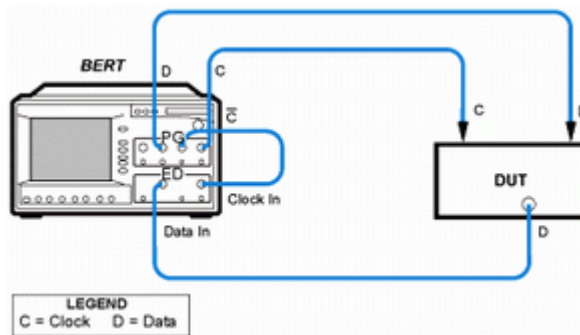 BERT
D
C
C̅
PG
ED
Clock In
Data In
C
DUT
D
LEGEND
C = Clock D = Data